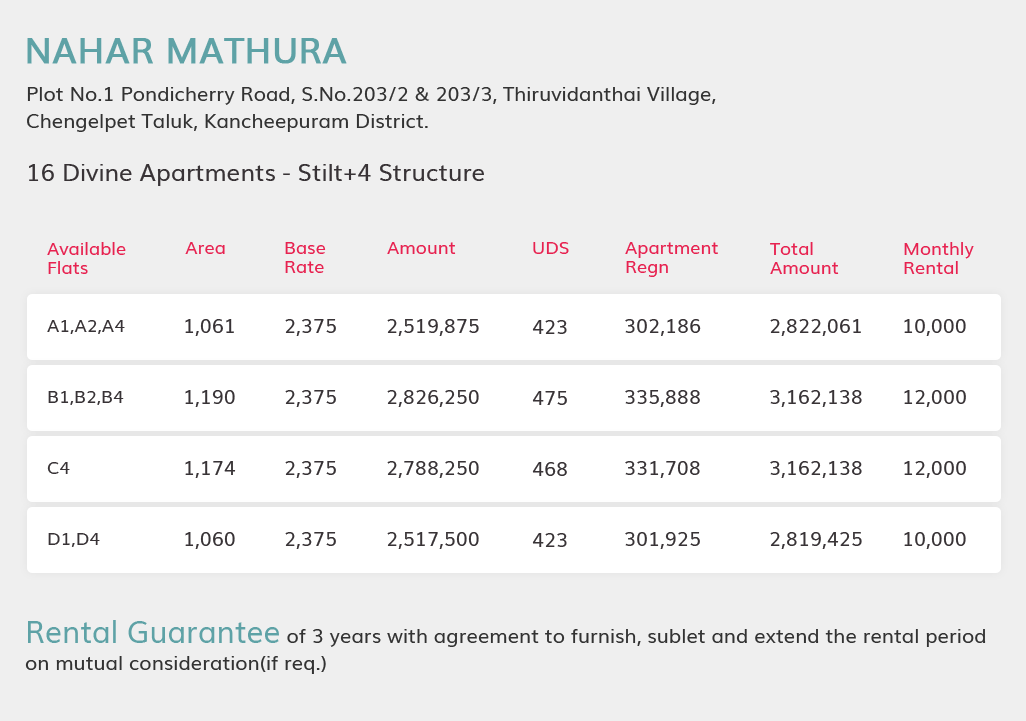 NAHAR MATHURA
Plot No.1 Pondicherry Road, S.No.203/2 & 203/3, Thiruvidanthai Village,
Chengelpet Taluk, Kancheepuram District.
16 Divine Apartments - Stilt+4 Structure
Available Flats Area Base Rate Amount UDS Apartment Regn Total Amount Monthly Rental
A1,A2,A4 1,061 2,375 2,519,875 423 302,186 2,822,061 10,000
B1,B2,B4 1,190 2,375 2,826,250 475 335,888 3,162,138 12,000
C4 1,174 2,375 2,788,250 468 331,708 3,162,138 12,000
D1,D4 1,060 2,375 2,517,500 423 301,925 2,819,425 10,000
Rental Guarantee of 3 years with agreement to furnish, sublet and extend the rental period
on mutual consideration(if req.)